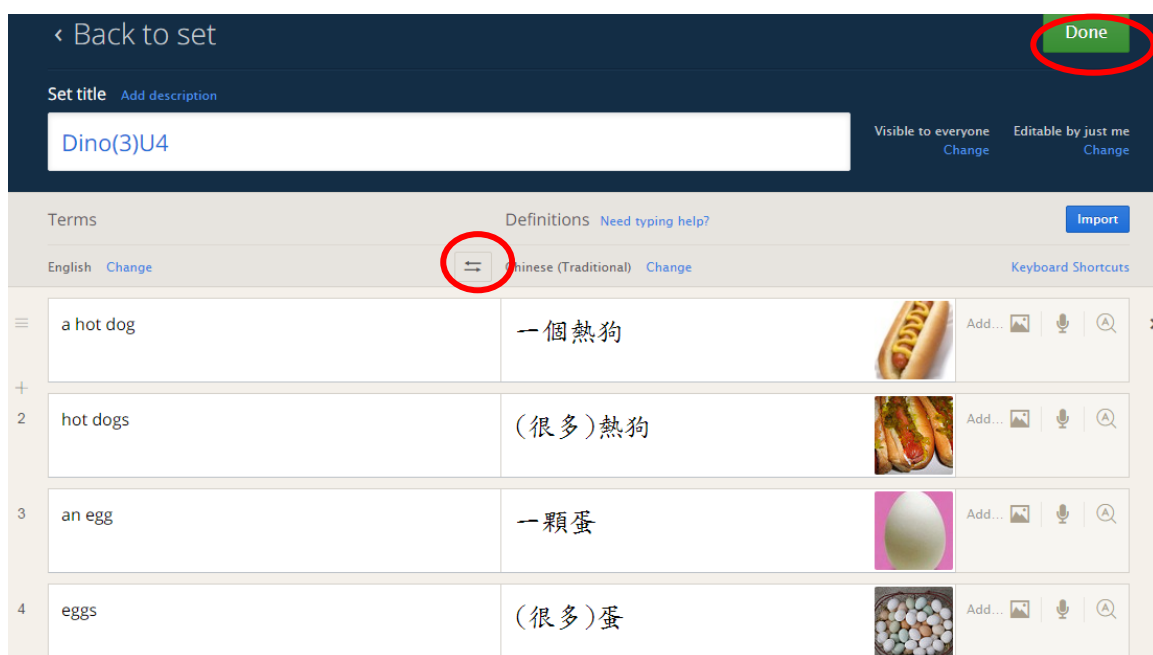 ‹ Back to set
Done
Set title Add description
Dino(3)U4
Visible to everyone Editable by just me
Change Change
Terms Definitions Need typing help? Import
English Change Chinese (Traditional) Change Keyboard Shortcuts
a hot dog 一個熱狗 Add...
2 hot dogs (很多)熱狗 Add...
3 an egg 一顆蛋 Add...
4 eggs (很多)蛋 Add...